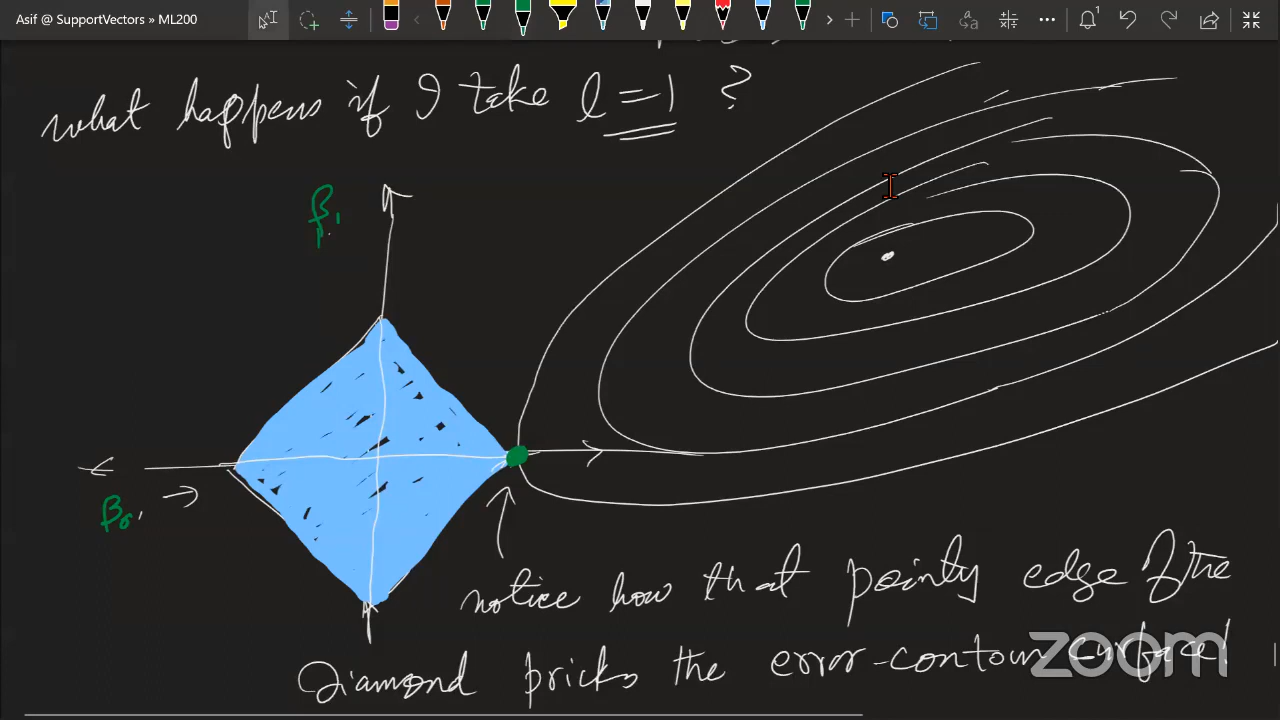 Asif @ SupportVectors » ML200
what happens if I take l = 1 ?
β₁
β₀
notice how that pointy edge of the
Diamond pricks the error-contour surface!
zoom